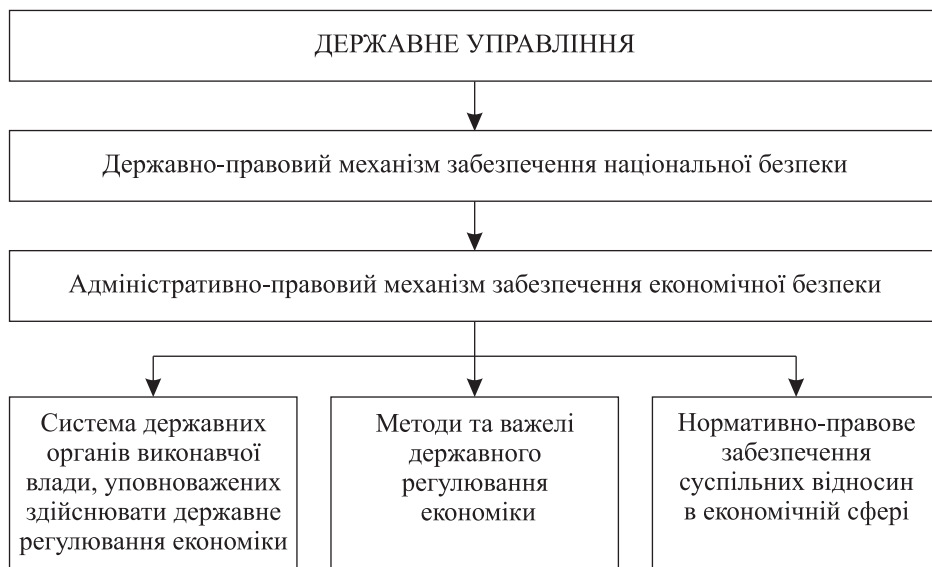 ДЕРЖАВНЕ УПРАВЛІННЯ
Державно-правовий механізм забезпечення національної безпеки
Адміністративно-правовий механізм забезпечення економічної безпеки
Система державних
органів виконавчої
влади, уповноважених
здійснювати державне
регулювання економіки
Методи та важелі
державного
регулювання
економіки
Нормативно-правове
забезпечення
суспільних відносин
в економічній сфері